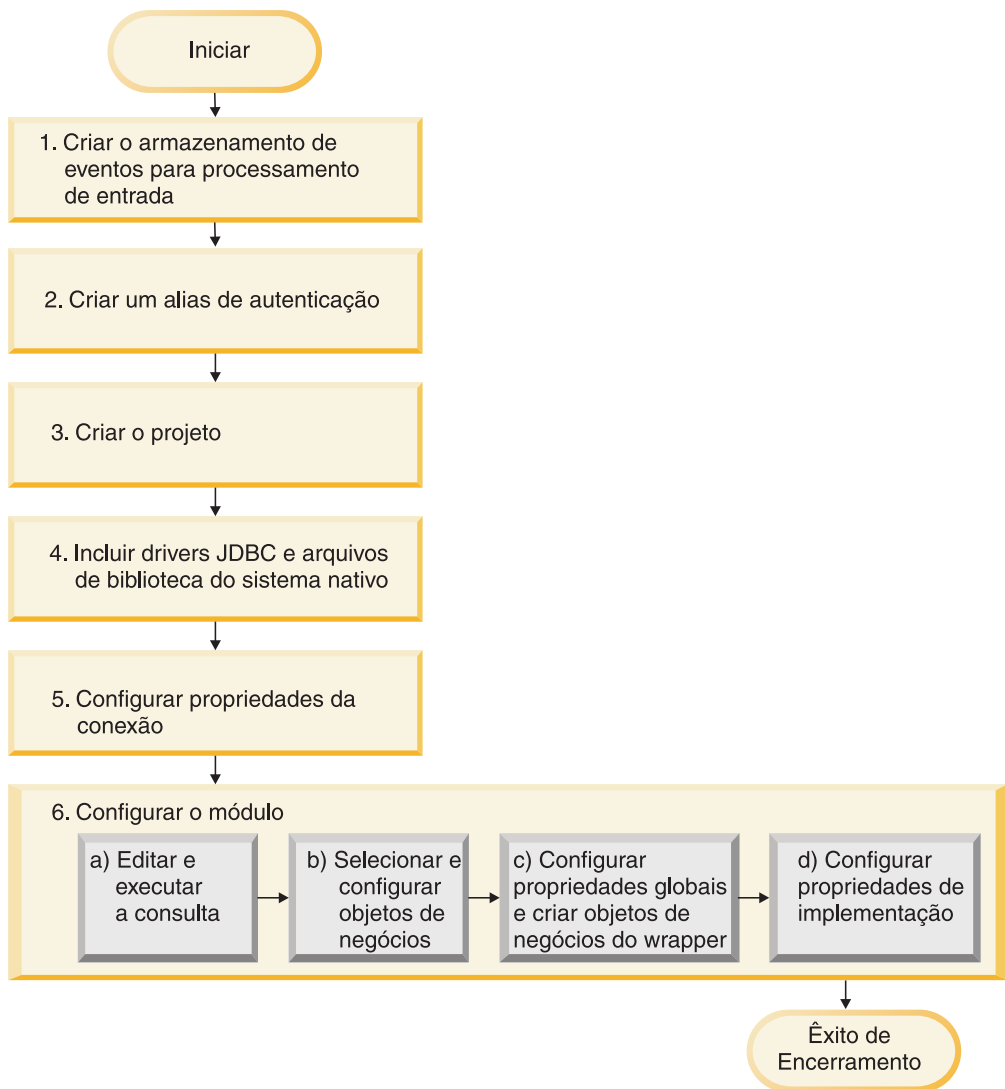 Iniciar
1. Criar o armazenamento de
eventos para processamento
de entrada
2. Criar um alias de autenticação
3. Criar o projeto
4. Incluir drivers JDBC e arquivos
de biblioteca do sistema nativo
5. Configurar propriedades da
conexão
6. Configurar o módulo
a) Editar e
executar
a consulta
b) Selecionar e
configurar
objetos de
negócios
c) Configurar
propriedades globais
e criar objetos de
negócios do wrapper
d) Configurar
propriedades de
implementação
Êxito de
Encerramento